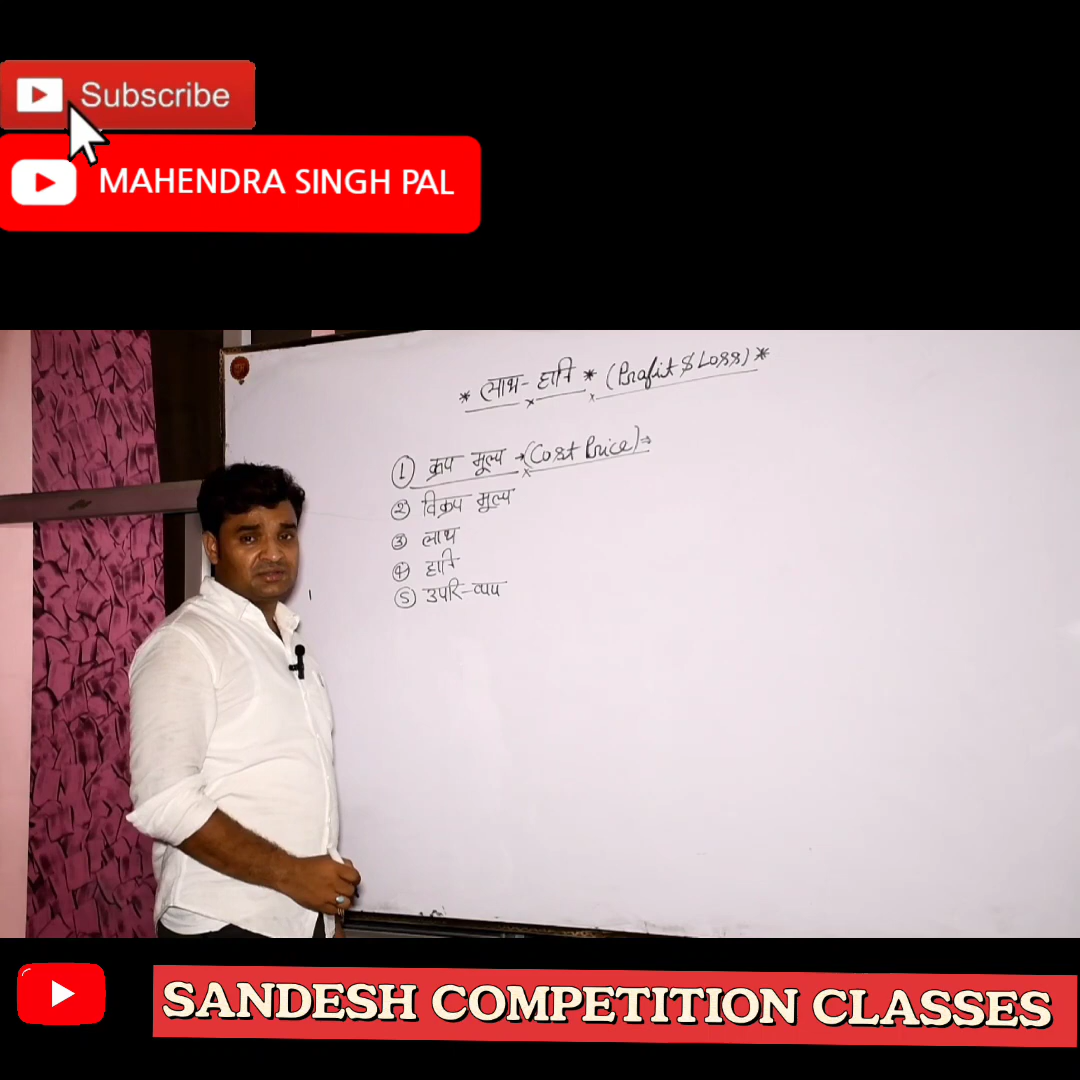 Subscribe
MAHENDRA SINGH PAL
* लाभ - हानि * (Profit & Loss) *
① क्रय मूल्य → (Cost Price) ⇒
② विक्रय मूल्य
③ लाभ
④ हानि
⑤ उपरि-व्यय
SANDESH COMPETITION CLASSES